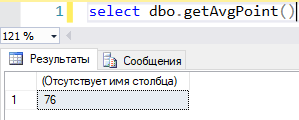 1
select dbo.getAvgPoint()
121 %
Результаты
Сообщения
(Отсутствует имя столбца)
1
76